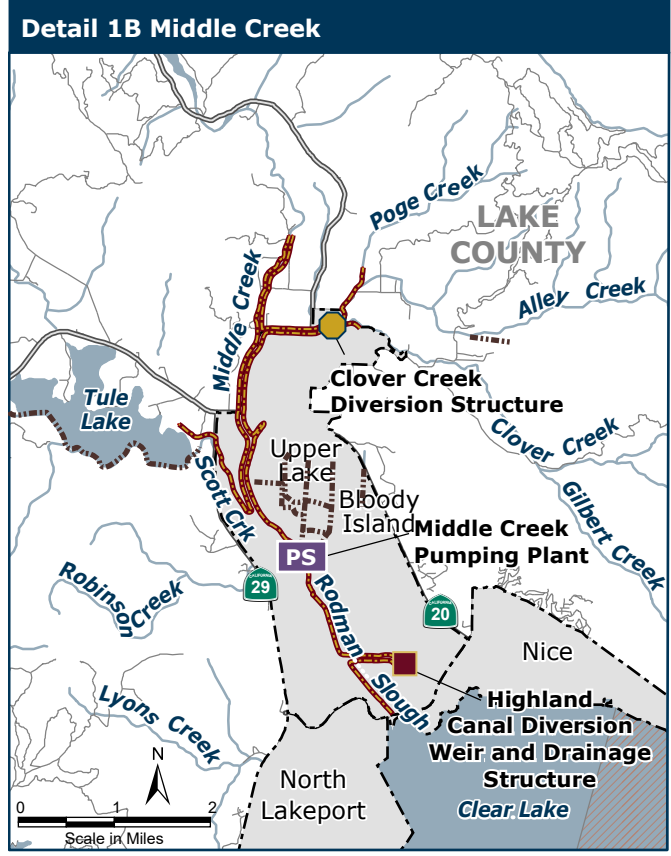 Detail 1B Middle Creek
Poge Creek
LAKE
COUNTY
Middle Creek
Alley Creek
Clover Creek
Diversion Structure
Tule
Lake
Clover Creek
Upper
Lake
Scott Crk
Gilbert Creek
Bloody
Island
Middle Creek
Pumping Plant
PS
CALIFORNIA
29
Robinson Creek
CALIFORNIA
20
Rodman Slough
Nice
Lyons Creek
Highland
Canal Diversion
Weir and Drainage
Structure
N
North
Lakeport
Clear Lake
0 1 2
Scale in Miles